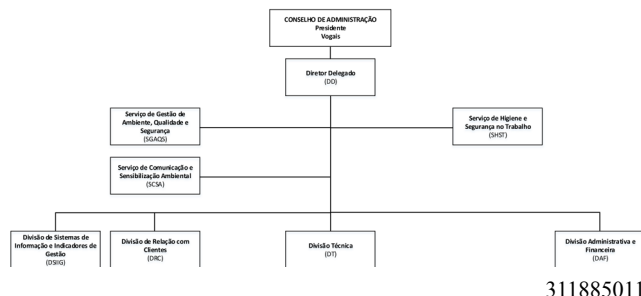 CONSELHO DE ADMINISTRAÇÃO
Presidente
Vogais
Diretor Delegado
(DD)
Serviço de Gestão de
Ambiente, Qualidade e
Segurança
(SGAQS)
Serviço de Higiene e
Segurança no Trabalho
(SHST)
Serviço de Comunicação e
Sensibilização Ambiental
(SCSA)
Divisão de Sistemas de
Informação e Indicadores de
Gestão
(DSIIG)
Divisão de Relação com
Clientes
(DRC)
Divisão Técnica
(DT)
Divisão Administrativa e
Financeira
(DAF)
311885011